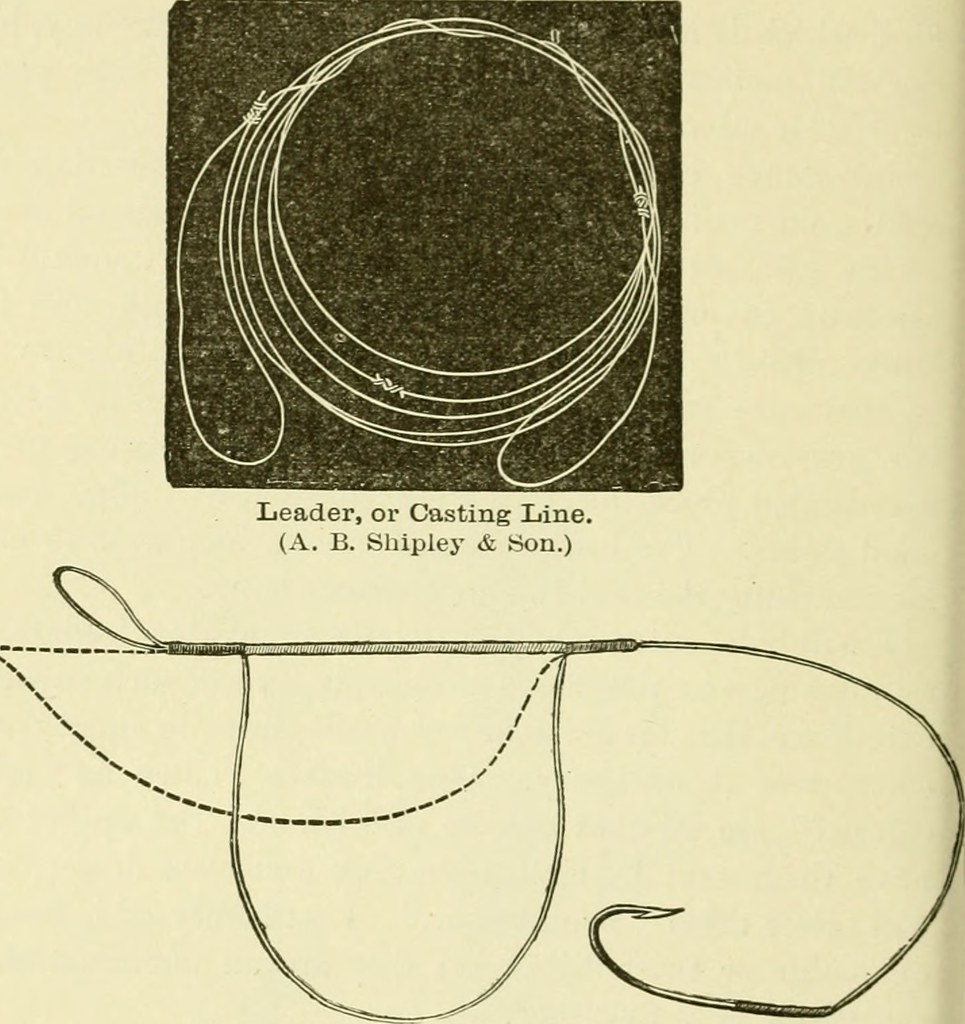 Leader, or Casting Line.
(A. B. Shipley & Son.)